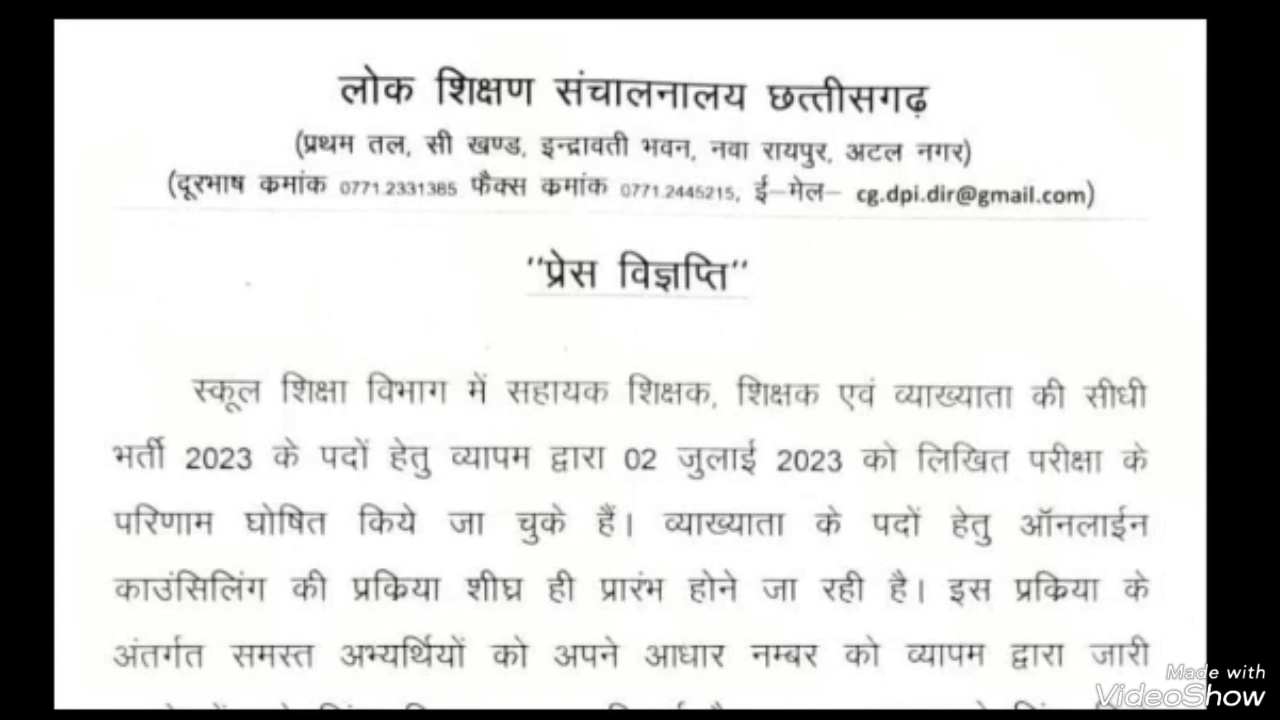 लोक शिक्षण संचालनालय छत्तीसगढ़
(प्रथम तल, सी खण्ड, इन्द्रावती भवन, नवा रायपुर, अटल नगर)
(दूरभाष कमांक 0771.2331385 फैक्स कमांक 0771.2445215, ई–मेल– cg.dpi.dir@gmail.com)
"प्रेस विज्ञप्ति"
स्कूल शिक्षा विभाग में सहायक शिक्षक, शिक्षक एवं व्याख्याता की सीधी
भर्ती 2023 के पदों हेतु व्यापम द्वारा 02 जुलाई 2023 को लिखित परीक्षा के
परिणाम घोषित किये जा चुके हैं। व्याख्याता के पदों हेतु ऑनलाईन
काउंसिलिंग की प्रकिया शीघ्र ही प्रारंभ होने जा रही है। इस प्रकिया के
अंतर्गत समस्त अभ्यर्थियों को अपने आधार नम्बर को व्यापम द्वारा जारी
Made with
VideoShow